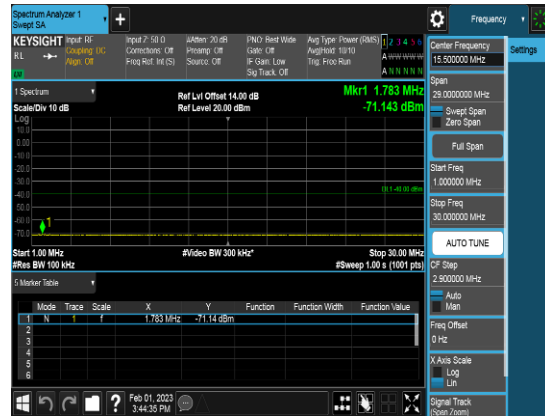 Spectrum Analyzer 1
Swept SA
+
Frequency
KEYSIGHT
Input: RF
Coupling: DC
Align: Off
Input Z: 50 Ω
Corrections: Off
Freq Ref: Int (S)
#Atten: 20 dB
Preamp: Off
Source: Off
PNO: Best Wide
Gate: Off
IF Gain: Low
Sig Track: Off
Avg Type: Power (RMS)
Avg|Hold: 10/10
Trig: Free Run
1 2 3 4 5 6
A W W W W W
A N N N N N
RL
1 Spectrum
Scale/Div 10 dB
Ref Lvl Offset 14.00 dB
Ref Level 20.00 dBm
Mkr1 1.783 MHz
-71.143 dBm
Log
10.0
0.00
-10.0
-20.0
-30.0
-40.0
-50.0
-60.0
-70.0
DL1 -40.00 dBm
1
Start 1.00 MHz
#Res BW 100 kHz
#Video BW 300 kHz*
Stop 30.00 MHz
#Sweep 1.00 s (1001 pts)
5 Marker Table
Mode Trace Scale X Y Function Function Width Function Value
1 N 1 f 1.783 MHz -71.14 dBm
2
3
4
5
6
Feb 01, 2023
3:44:35 PM
Center Frequency
15.500000 MHz
Settings
Span
29.0000000 MHz
Swept Span
Zero Span
Full Span
Start Freq
1.000000 MHz
Stop Freq
30.000000 MHz
AUTO TUNE
CF Step
2.900000 MHz
Auto
Man
Freq Offset
0 Hz
X Axis Scale
Log
Lin
Signal Track
(Span Zoom)